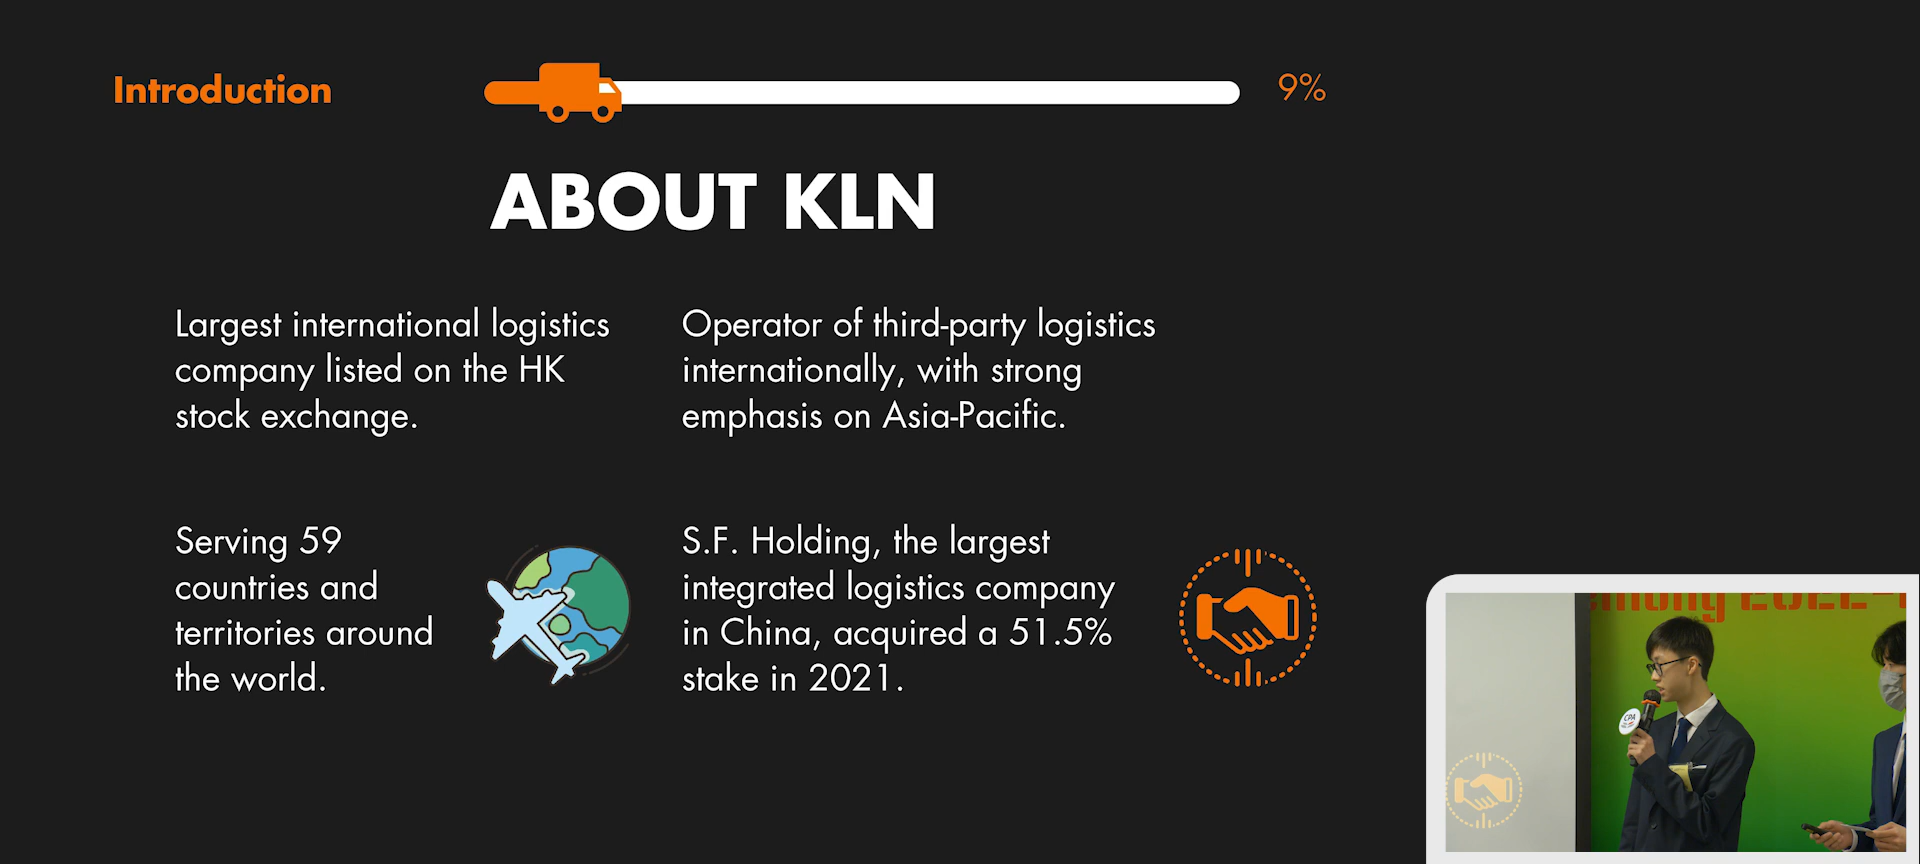 Introduction
9%
ABOUT KLN
Largest international logistics
company listed on the HK
stock exchange.
Operator of third-party logistics
internationally, with strong
emphasis on Asia-Pacific.
Serving 59
countries and
territories around
the world.
S.F. Holding, the largest
integrated logistics company
in China, acquired a 51.5%
stake in 2021.
CPA